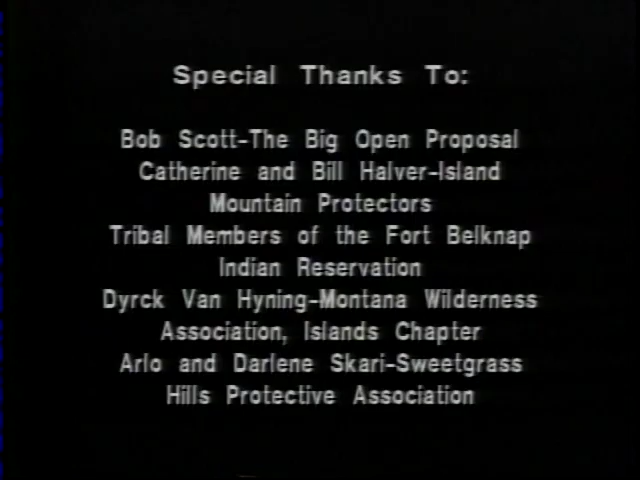 Special Thanks To:
Bob Scott-The Big Open Proposal
Catherine and Bill Halver-Island
Mountain Protectors
Tribal Members of the Fort Belknap
Indian Reservation
Dyrck Van Hyning-Montana Wilderness
Association, Islands Chapter
Arlo and Darlene Skari-Sweetgrass
Hills Protective Association